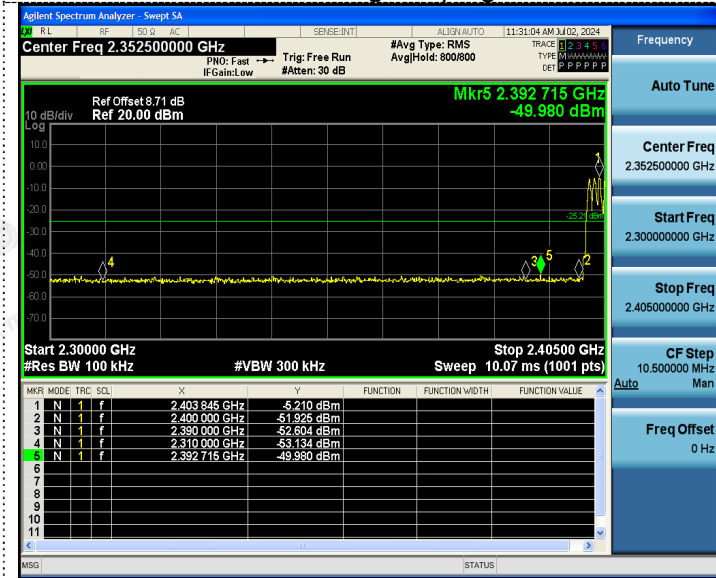 Agilent Spectrum Analyzer - Swept SA
LXI RL RF 50 Ω AC SENSE:INT ALIGN AUTO 11:31:04 AM Jul 02, 2024
Center Freq 2.352500000 GHz #Avg Type: RMS TRACE 1 2 3 4 5 6
PNO: Fast Trig: Free Run Avg|Hold: 800/800 TYPE M
IFGain:Low #Atten: 30 dB DET P P P P P P
Mkr5 2.392 715 GHz
-49.980 dBm
Ref Offset 8.71 dB
10 dB/div Ref 20.00 dBm
Log
10.0
0.00
-10.0
-20.0
-30.0
-40.0
-50.0
-60.0
-70.0
1
-25.21 dBm
4
3
5
2
Start 2.30000 GHz Stop 2.40500 GHz
#Res BW 100 kHz #VBW 300 kHz Sweep 10.07 ms (1001 pts)
MKR MODE TRC SCL X Y FUNCTION FUNCTION WIDTH FUNCTION VALUE
1 N 1 f 2.403 845 GHz -5.210 dBm
2 N 1 f 2.400 000 GHz -51.925 dBm
3 N 1 f 2.390 000 GHz -52.604 dBm
4 N 1 f 2.310 000 GHz -53.134 dBm
5 N 1 f 2.392 715 GHz -49.980 dBm
6
7
8
9
10
11
MSG STATUS
Frequency
Auto Tune
Center Freq
2.352500000 GHz
Start Freq
2.300000000 GHz
Stop Freq
2.405000000 GHz
CF Step
10.500000 MHz
Auto Man
Freq Offset
0 Hz